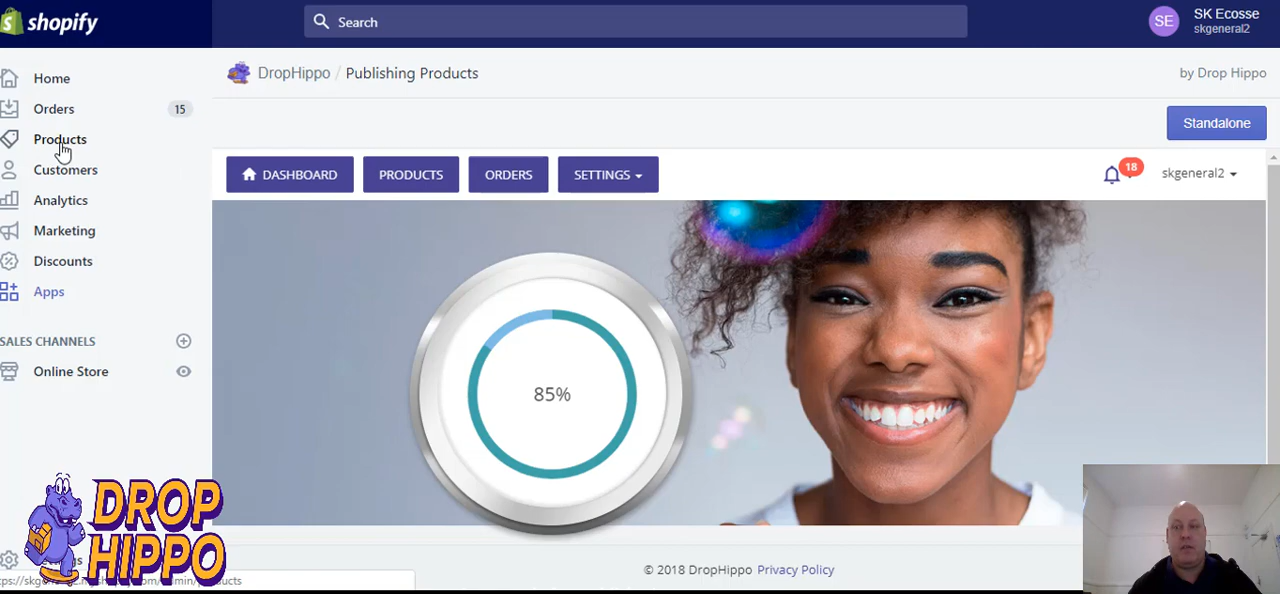 shopify
Search
SE
SK Ecosse
skgeneral2
Home
Orders
15
Products
Customers
Analytics
Marketing
Discounts
Apps
SALES CHANNELS
Online Store
DropHippo / Publishing Products
by Drop Hippo
Standalone
DASHBOARD
PRODUCTS
ORDERS
SETTINGS
18
skgeneral2
85%
DROP
HIPPO
© 2018 DropHippo Privacy Policy